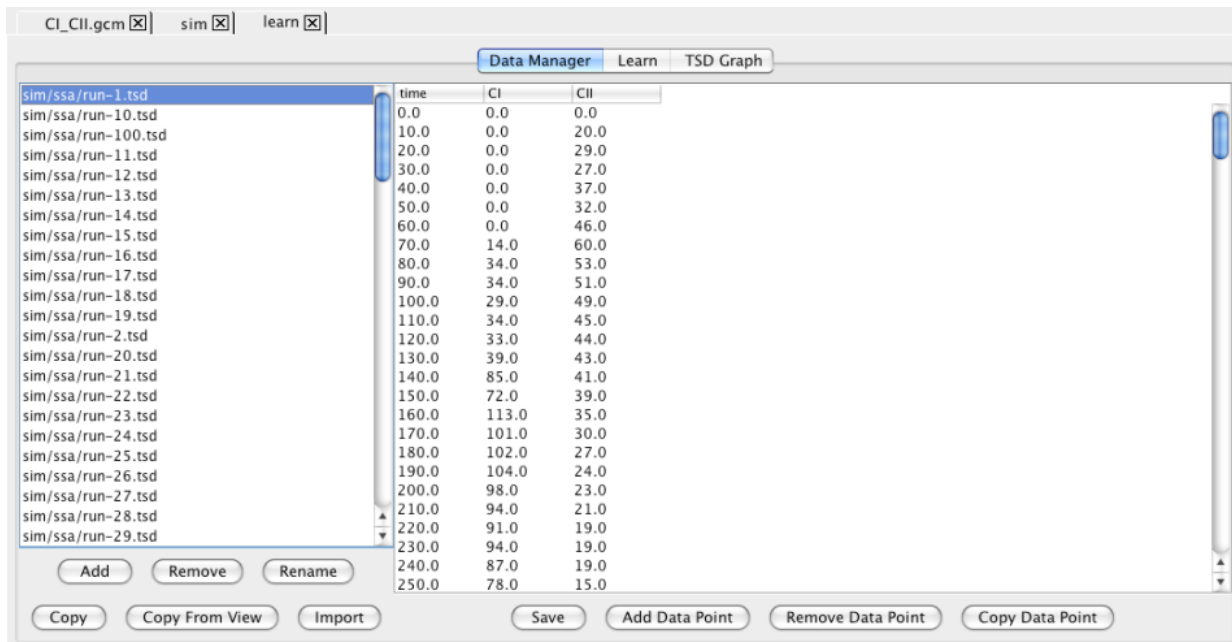 CI_CII.gcm sim learn
Data Manager Learn TSD Graph
sim/ssa/run-1.tsd
sim/ssa/run-10.tsd
sim/ssa/run-100.tsd
sim/ssa/run-11.tsd
sim/ssa/run-12.tsd
sim/ssa/run-13.tsd
sim/ssa/run-14.tsd
sim/ssa/run-15.tsd
sim/ssa/run-16.tsd
sim/ssa/run-17.tsd
sim/ssa/run-18.tsd
sim/ssa/run-19.tsd
sim/ssa/run-2.tsd
sim/ssa/run-20.tsd
sim/ssa/run-21.tsd
sim/ssa/run-22.tsd
sim/ssa/run-23.tsd
sim/ssa/run-24.tsd
sim/ssa/run-25.tsd
sim/ssa/run-26.tsd
sim/ssa/run-27.tsd
sim/ssa/run-28.tsd
sim/ssa/run-29.tsd
Add Remove Rename
Copy Copy From View Import
time CI CII
0.0 0.0 0.0
10.0 0.0 20.0
20.0 0.0 29.0
30.0 0.0 27.0
40.0 0.0 37.0
50.0 0.0 32.0
60.0 0.0 46.0
70.0 14.0 60.0
80.0 34.0 53.0
90.0 34.0 51.0
100.0 29.0 49.0
110.0 34.0 45.0
120.0 33.0 44.0
130.0 39.0 43.0
140.0 85.0 41.0
150.0 72.0 39.0
160.0 113.0 35.0
170.0 101.0 30.0
180.0 102.0 27.0
190.0 104.0 24.0
200.0 98.0 23.0
210.0 94.0 21.0
220.0 91.0 19.0
230.0 94.0 19.0
240.0 87.0 19.0
250.0 78.0 15.0
Save Add Data Point Remove Data Point Copy Data Point